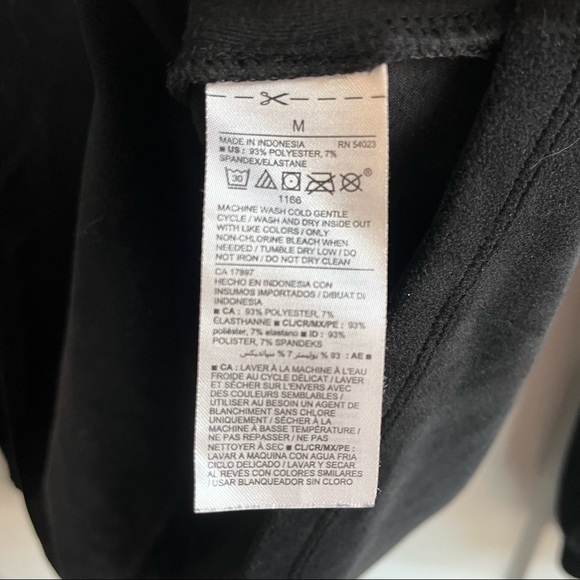 M
MADE IN INDONESIA RN 54023
■ US: 93% POLYESTER, 7%
SPANDEX/ELASTANE
30 ®
1166
MACHINE WASH COLD GENTLE
CYCLE / WASH AND DRY INSIDE OUT
WITH LIKE COLORS / ONLY
NON-CHLORINE BLEACH WHEN
NEEDED / TUMBLE DRY LOW / DO
NOT IRON / DO NOT DRY CLEAN
CA 17897
HECHO EN INDONESIA CON
INSUMOS IMPORTADOS / DIBUAT DI
INDONESIA
■ CA: 93% POLYESTER, 7%
ÉLASTHANNE ■ CL/CR/MX/PE: 93%
poliéster, 7% elastano ■ ID: 93%
POLISTER, 7% SPANDEKS
■ AE: 93 % بوليستر 7 % سباندیکس
■ CA: LAVER À LA MACHINE À L'EAU
FROIDE AU CYCLE DÉLICAT / LAVER
ET SÉCHER SUR L'ENVERS AVEC
DES COULEURS SEMBLABLES /
UTILISER AU BESOIN UN AGENT DE
BLANCHIMENT SANS CHLORE
UNIQUEMENT / SÉCHER À LA
MACHINE À BASSE TEMPÉRATURE /
NE PAS REPASSER / NE PAS
NETTOYER À SEC ■ CL/CR/MX/PE:
LAVAR A MAQUINA CON AGUA FRIA
CICLO DELICADO / LAVAR Y SECAR
AL REVÉS CON COLORES SIMILARES
/ USAR BLANQUEADOR SIN CLORO